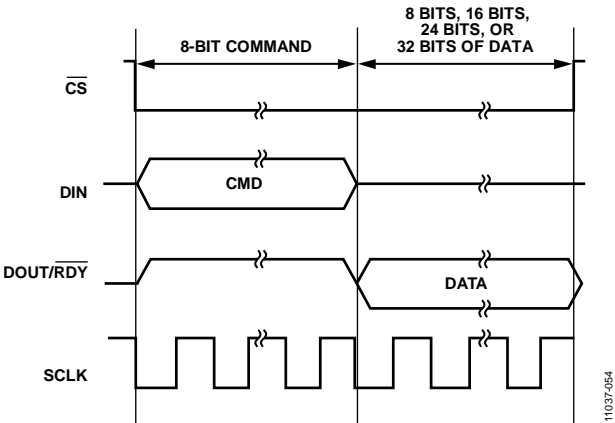 8 BITS, 16 BITS,
24 BITS, OR
8-BIT COMMAND
32 BITS OF DATA
CS
DIN
CMD
DOUT/RDY
DATA
SCLK
11037-054